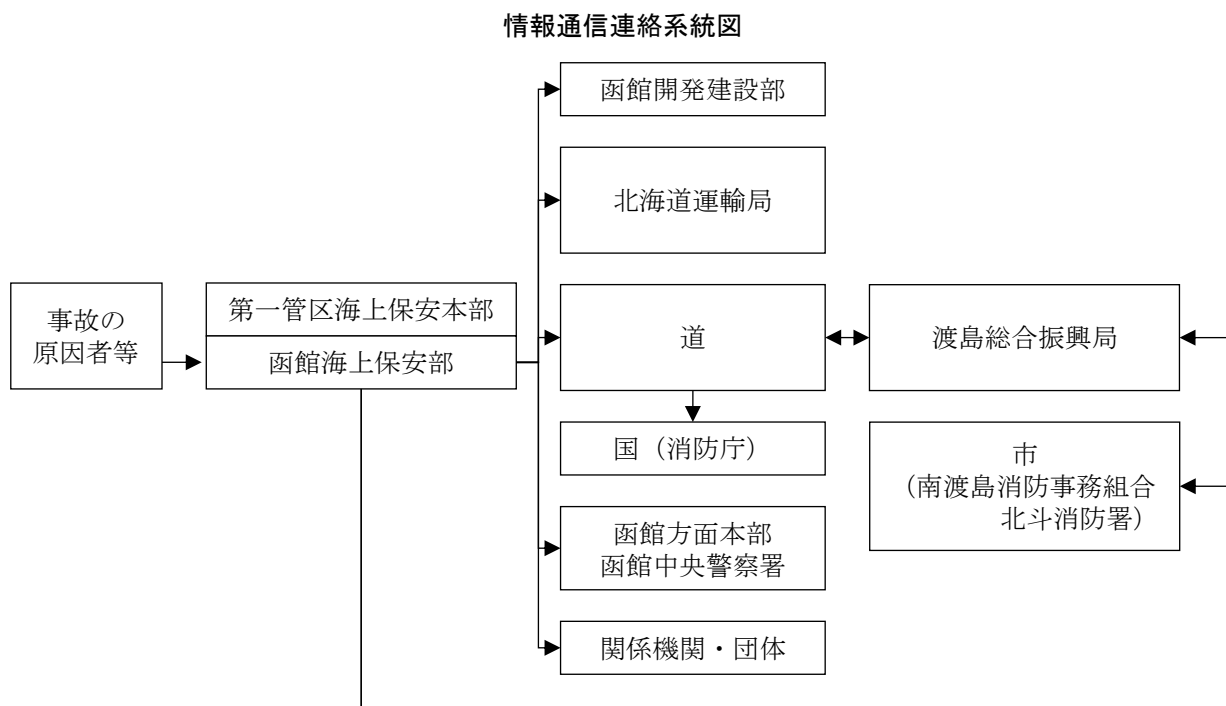 情報通信連絡系統図
函館開発建設部
北海道運輸局
事故の
原因者等
第一管区海上保安本部
函館海上保安部
道
渡島総合振興局
国（消防庁）
市
（南渡島消防事務組合
北斗消防署）
函館方面本部
函館中央警察署
関係機関・団体